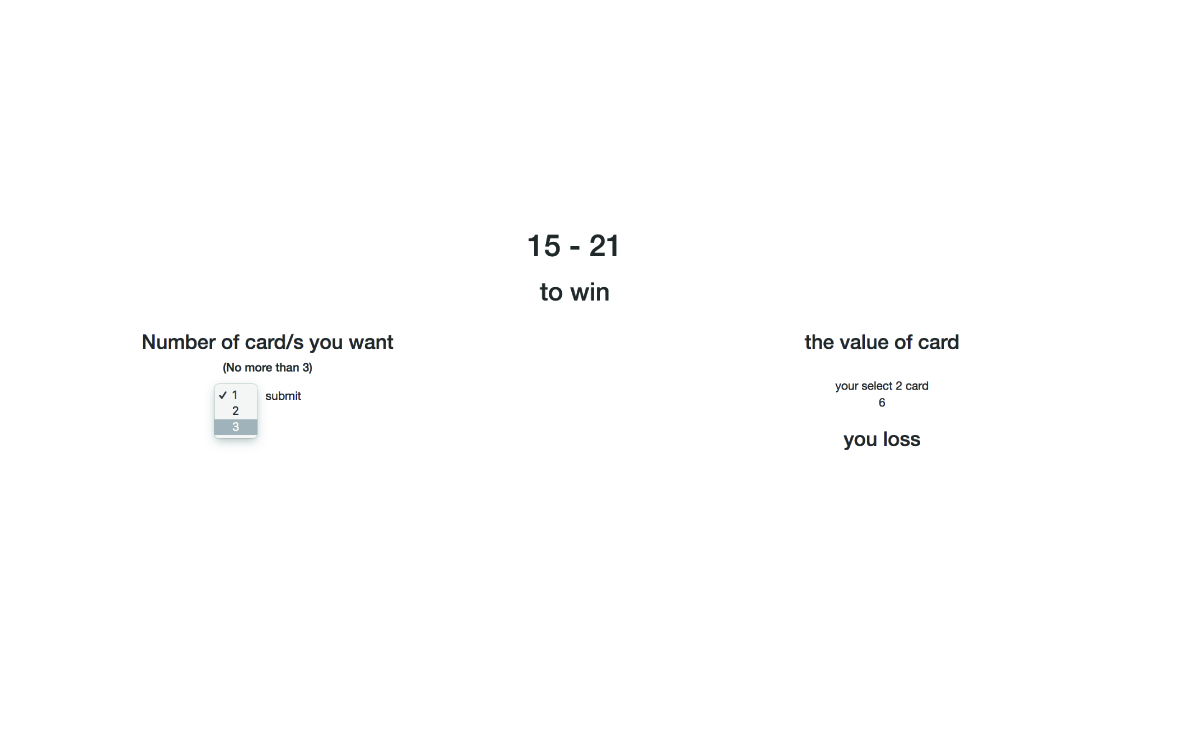 15 - 21
to win
Number of card/s you want
(No more than 3)
✓ 1
2
3
submit
the value of card
your select 2 card
6
you loss